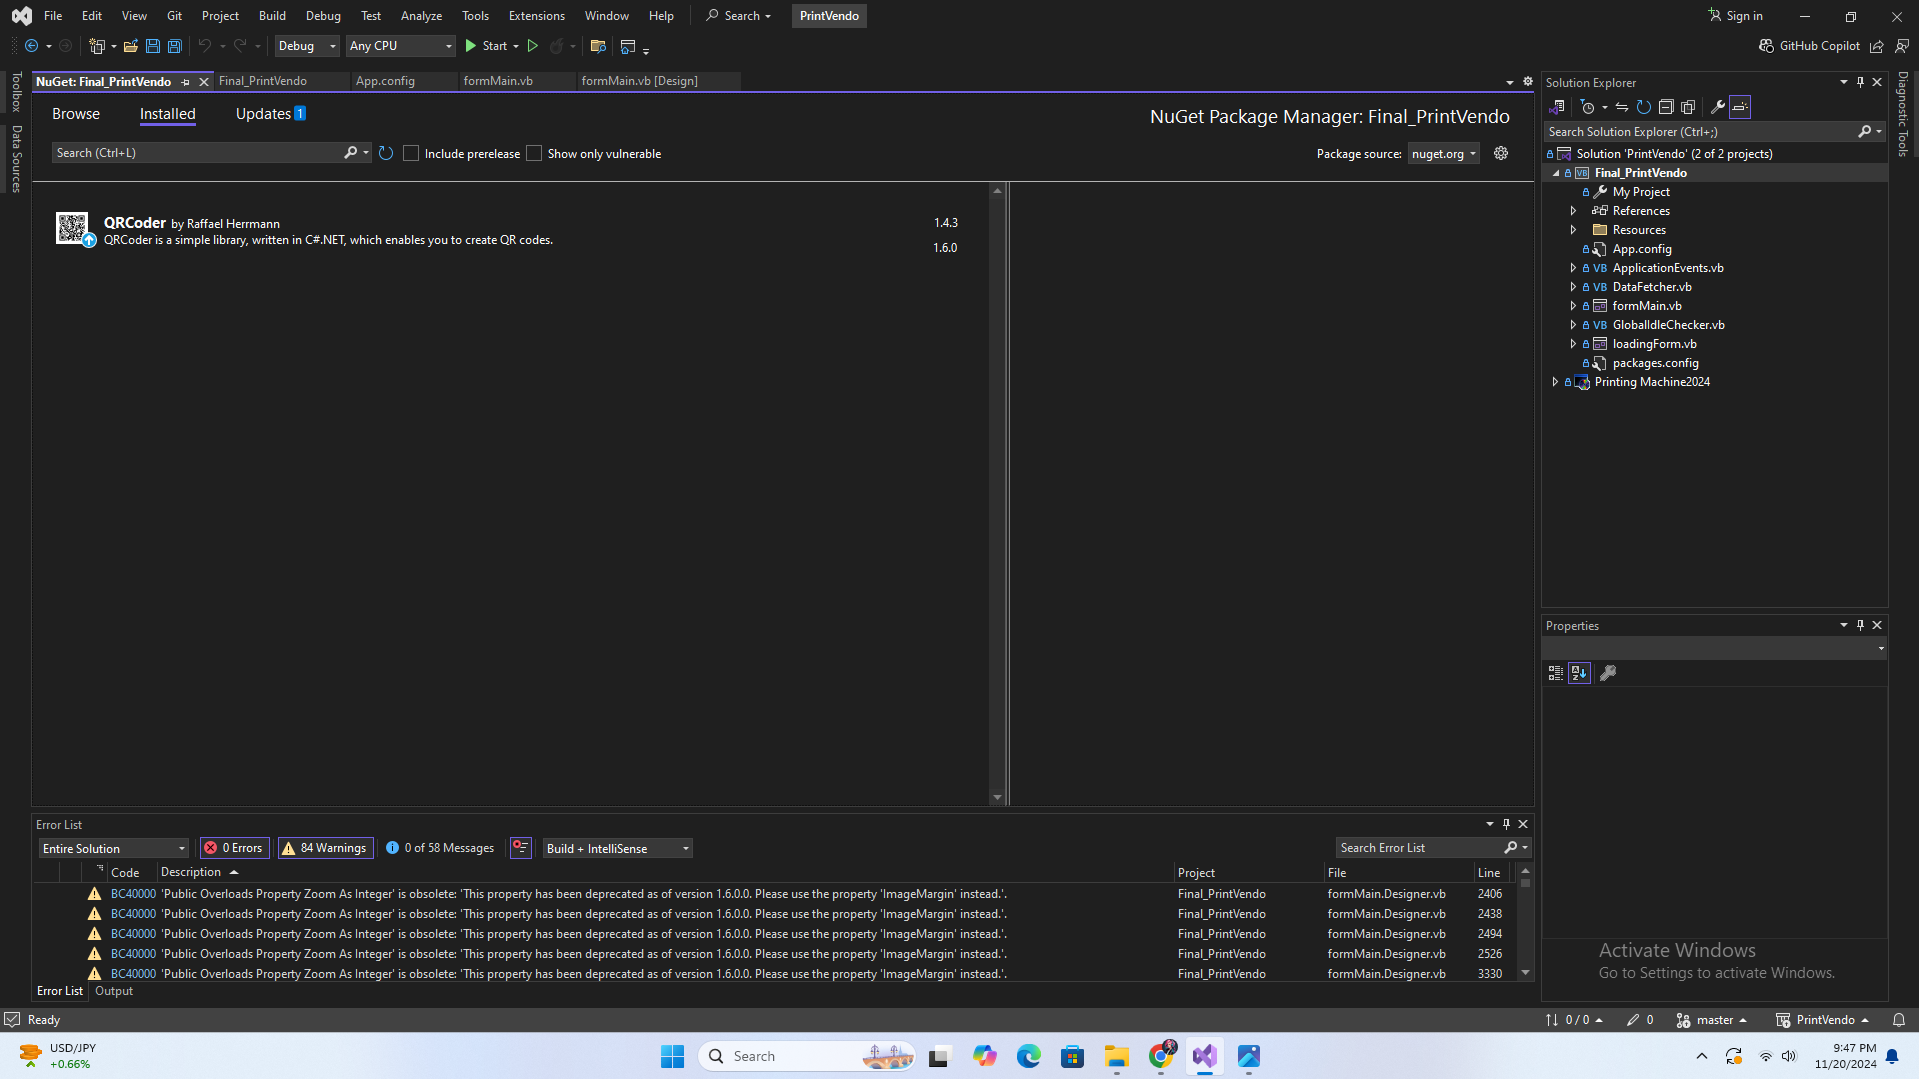 File Edit View Git Project Build Debug Test Analyze Tools Extensions Window Help Search PrintVendo Sign in
Debug Any CPU Start GitHub Copilot
Toolbox
Data Sources
NuGet: Final_PrintVendo Final_PrintVendo App.config formMain.vb formMain.vb [Design]
Browse Installed Updates 1
NuGet Package Manager: Final_PrintVendo
Search (Ctrl+L) Include prerelease Show only vulnerable Package source: nuget.org
QRCoder by Raffael Herrmann 1.4.3
QRCoder is a simple library, written in C#.NET, which enables you to create QR codes.
1.6.0
Solution Explorer
Search Solution Explorer (Ctrl+;)
Solution 'PrintVendo' (2 of 2 projects)
VB Final_PrintVendo
My Project
References
Resources
App.config
VB ApplicationEvents.vb
VB DataFetcher.vb
formMain.vb
VB GlobalIdleChecker.vb
loadingForm.vb
packages.config
Printing Machine2024
Diagnostic Tools
Properties
Error List
Entire Solution 0 Errors 84 Warnings 0 of 58 Messages Build + IntelliSense Search Error List
Code Description Project File Line
BC40000 'Public Overloads Property Zoom As Integer' is obsolete: 'This property has been deprecated as of version 1.6.0.0. Please use the property 'ImageMargin' instead.'. Final_PrintVendo formMain.Designer.vb 2406
BC40000 'Public Overloads Property Zoom As Integer' is obsolete: 'This property has been deprecated as of version 1.6.0.0. Please use the property 'ImageMargin' instead.'. Final_PrintVendo formMain.Designer.vb 2438
BC40000 'Public Overloads Property Zoom As Integer' is obsolete: 'This property has been deprecated as of version 1.6.0.0. Please use the property 'ImageMargin' instead.'. Final_PrintVendo formMain.Designer.vb 2494
BC40000 'Public Overloads Property Zoom As Integer' is obsolete: 'This property has been deprecated as of version 1.6.0.0. Please use the property 'ImageMargin' instead.'. Final_PrintVendo formMain.Designer.vb 2526
BC40000 'Public Overloads Property Zoom As Integer' is obsolete: 'This property has been deprecated as of version 1.6.0.0. Please use the property 'ImageMargin' instead.'. Final_PrintVendo formMain.Designer.vb 3330
Error List Output
Activate Windows
Go to Settings to activate Windows.
Ready 0 / 0 0 master PrintVendo
USD/JPY
+0.66%
Search
9:47 PM
11/20/2024